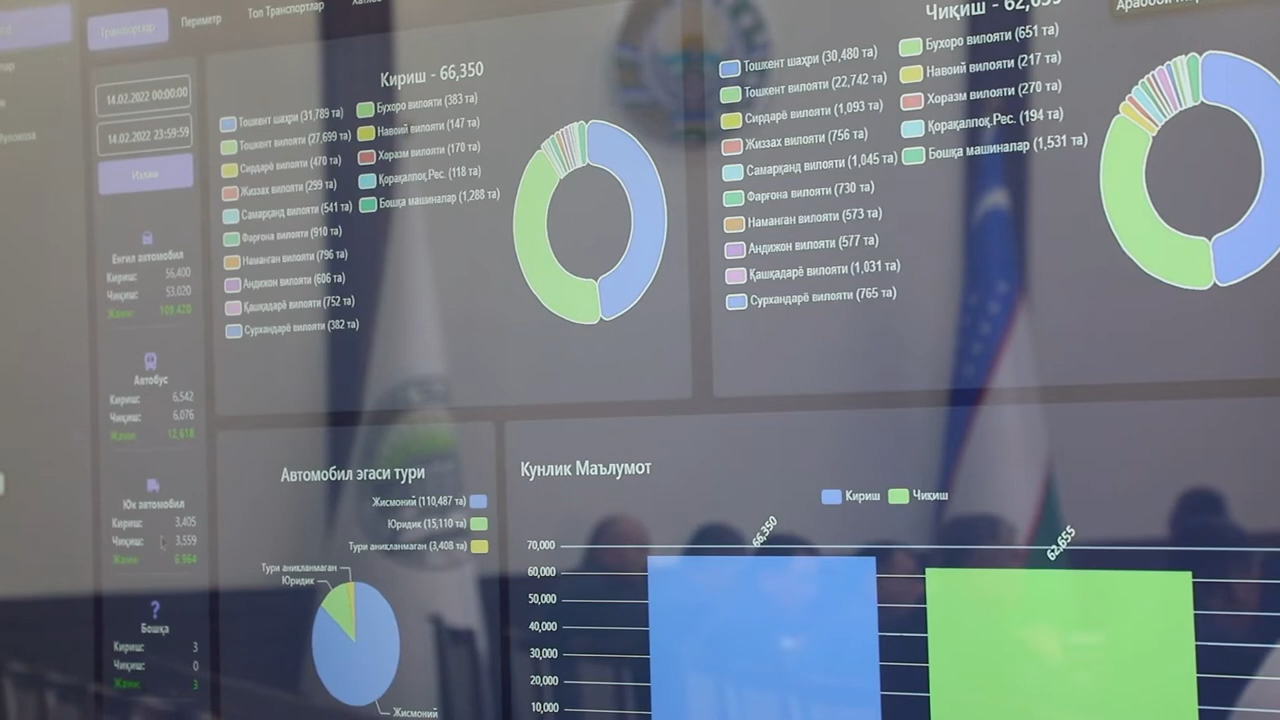 Транспортлар
Периметр
Топ Транспортлар
14.02.2022 00:00:00
14.02.2022 23:59:59
Излаш
Енгил автомобил
Кириш: 56,400
Чиқиш: 53,020
Жами: 109,420
Автобус
Кириш: 6,542
Чиқиш: 6,076
Жами: 12,618
Юк автомобил
Кириш: 3,405
Чиқиш: 3,559
Жами: 6,964
Бошқа
Кириш: 3
Чиқиш: 0
Жами: 3
Кириш - 66,350
Тошкент шаҳри (31,789 та)
Тошкент вилояти (27,699 та)
Сирдарё вилояти (470 та)
Жиззах вилояти (299 та)
Самарқанд вилояти (541 та)
Фарғона вилояти (910 та)
Наманган вилояти (796 та)
Андижон вилояти (606 та)
Қашқадарё вилояти (752 та)
Сурхандарё вилояти (382 та)
Бухоро вилояти (383 та)
Навоий вилояти (147 та)
Хоразм вилояти (170 та)
Қорақалпоқ.Рес. (118 та)
Бошқа машиналар (1,288 та)
Чиқиш - 62,655
Тошкент шаҳри (30,480 та)
Тошкент вилояти (22,742 та)
Сирдарё вилояти (1,093 та)
Жиззах вилояти (756 та)
Самарқанд вилояти (1,045 та)
Фарғона вилояти (730 та)
Наманган вилояти (573 та)
Андижон вилояти (577 та)
Қашқадарё вилояти (1,031 та)
Сурхандарё вилояти (765 та)
Бухоро вилояти (651 та)
Навоий вилояти (217 та)
Хоразм вилояти (270 та)
Қорақалпоқ.Рес. (194 та)
Бошқа машиналар (1,531 та)
Автомобил эгаси тури
Жисмоний (110,487 та)
Юридик (15,110 та)
Тури аниқланмаган (3,408 та)
Тури аниқланмаган
Юридик
Жисмоний
Кунлик Маълумот
Кириш
Чиқиш
66,350
62,655
70,000
60,000
50,000
40,000
30,000
20,000
10,000